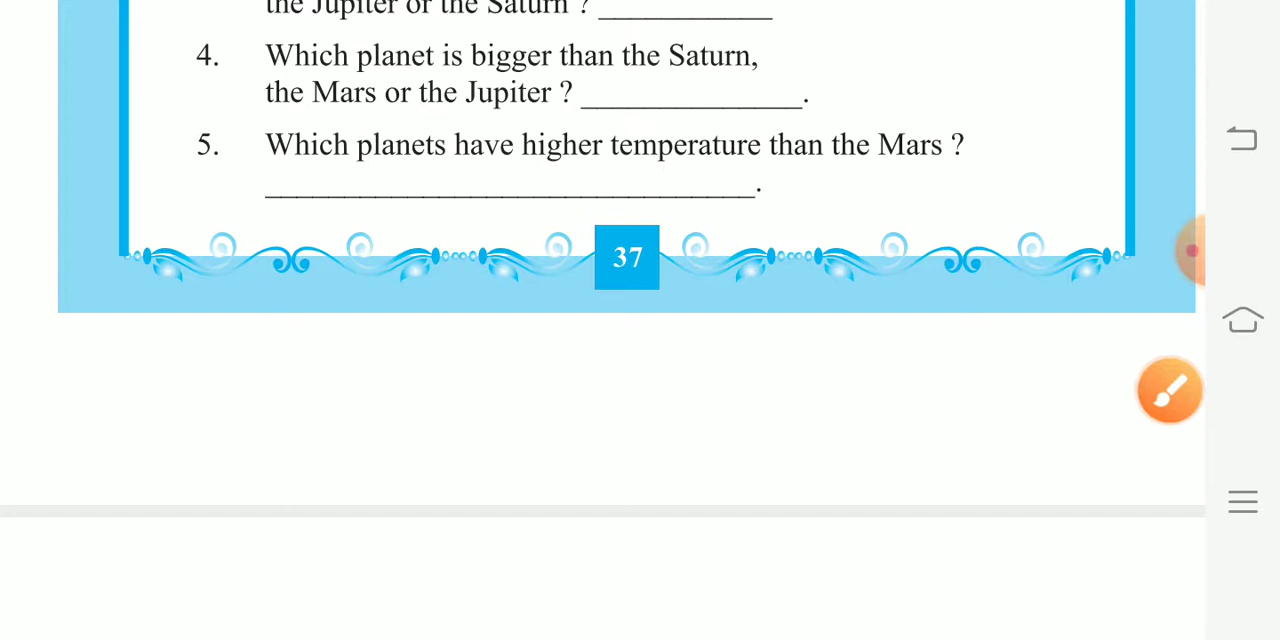 the Jupiter or the Saturn ? ___________
4. Which planet is bigger than the Saturn,
the Mars or the Jupiter ? ______________.
5. Which planets have higher temperature than the Mars ?
_______________________________.
37